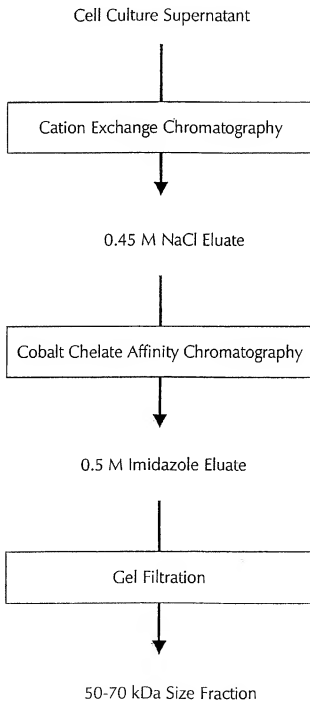 Cell Culture Supernatant
Cation Exchange Chromatography
0.45 M NaCl Eluate
Cobalt Chelate Affinity Chromatography
0.5 M Imidazole Eluate
Gel Filtration
50-70 kDa Size Fraction